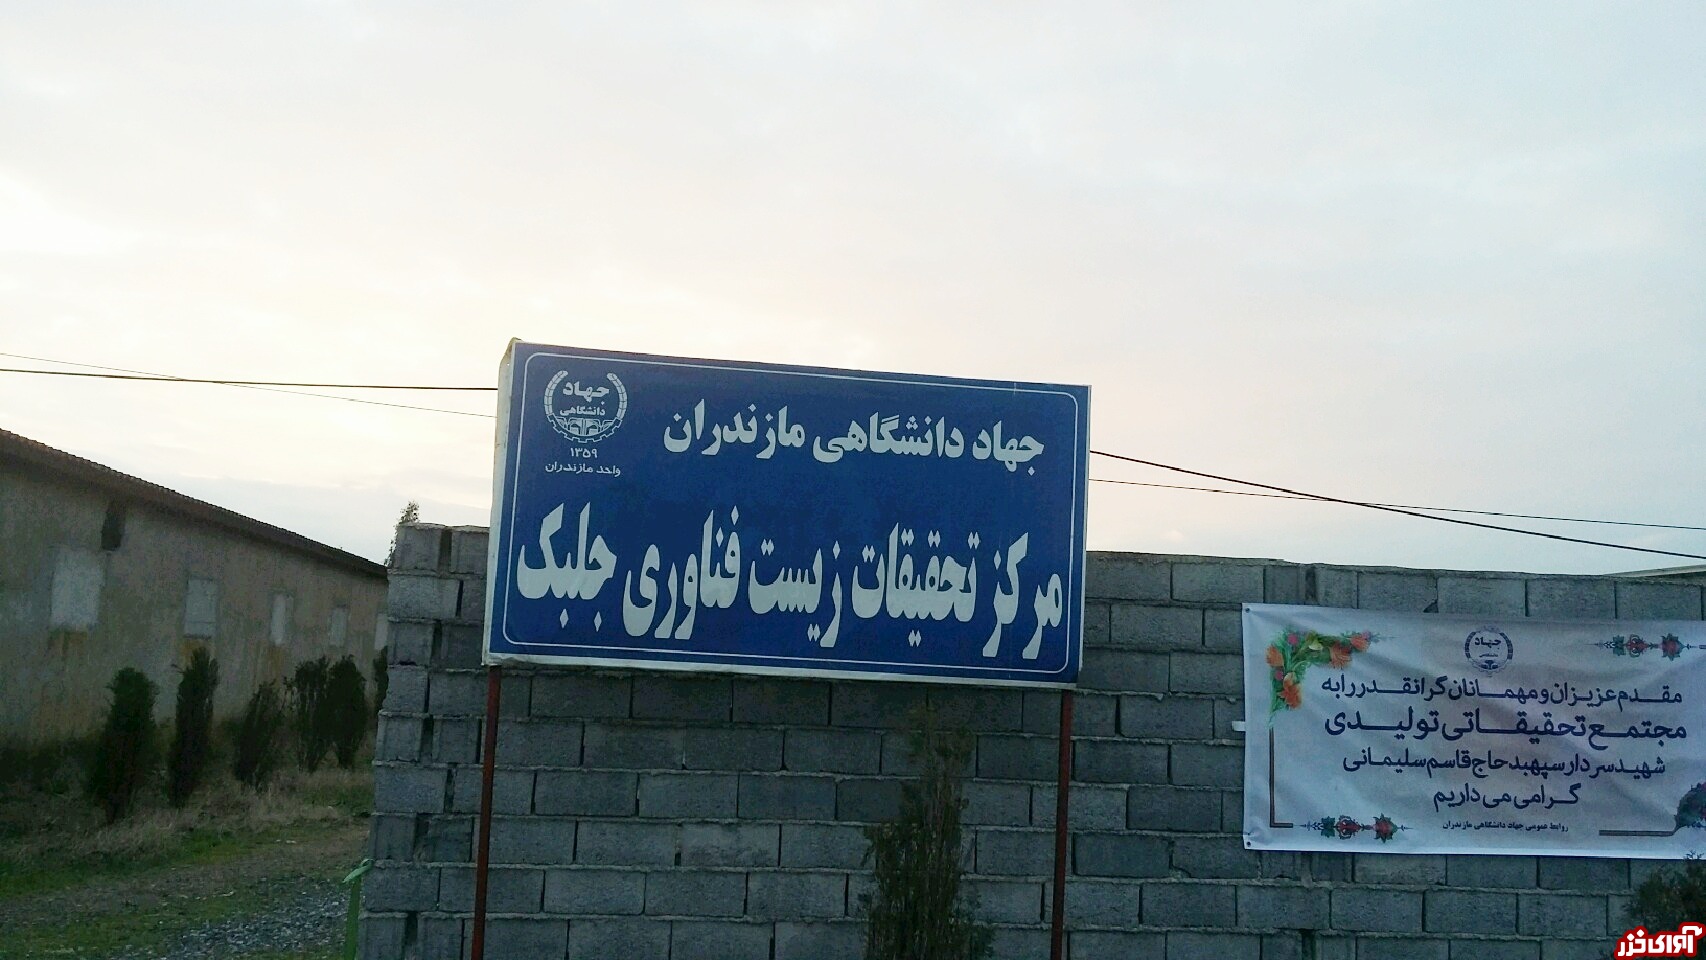 جهاد
دانشگاهی
۱۳۵۹
واحد مازندران
جهاد دانشگاهی مازندران
مرکز تحقیقات زیست فناوری جلبک
جهاد
مقدم عزیزان و مهمانان گرانقدر را به
مجتمع تحقیقاتی تولیدی
شهید سردار سپهبد حاج قاسم سلیمانی
گرامی می داریم
روابط عمومی جهاد دانشگاهی مازندران
آوای خزر